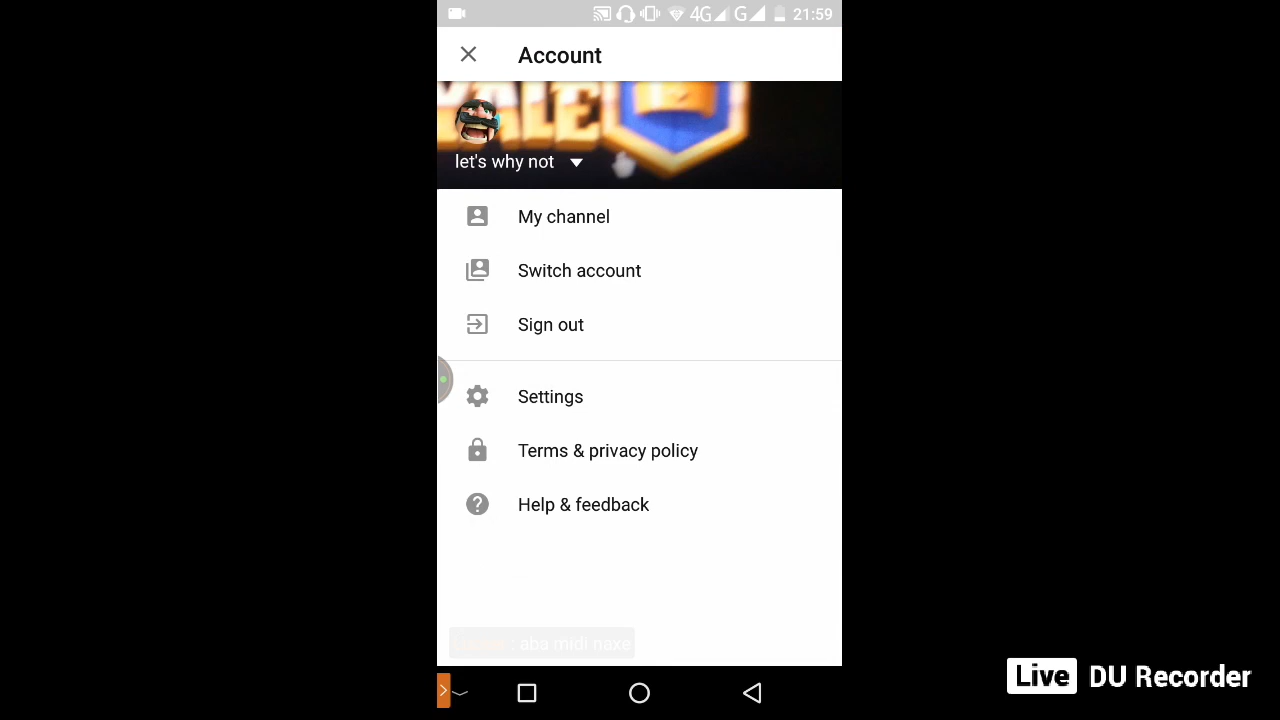 4G G 21:59
Account
ALE
let's why not
My channel
Switch account
Sign out
Settings
Terms & privacy policy
Help & feedback
: aba midi naxe
Live DU Recorder